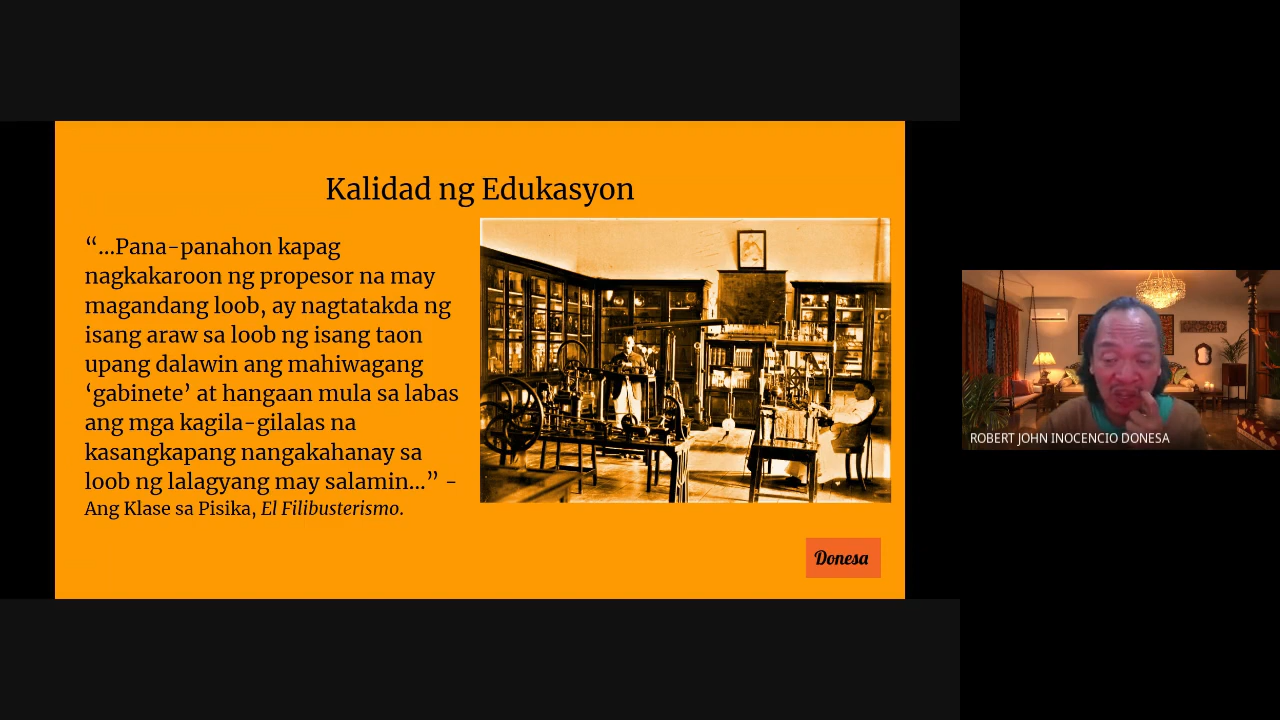 Kalidad ng Edukasyon
“...Pana-panahon kapag
nagkakaroon ng propesor na may
magandang loob, ay nagtatakda ng
isang araw sa loob ng isang taon
upang dalawin ang mahiwagang
‘gabinete’ at hangaan mula sa labas
ang mga kagila-gilalas na
kasangkapang nangakahanay sa
loob ng lalagyang may salamin...” -
Ang Klase sa Pisika, El Filibusterismo.
Donesa
ROBERT JOHN INOCENCIO DONESA